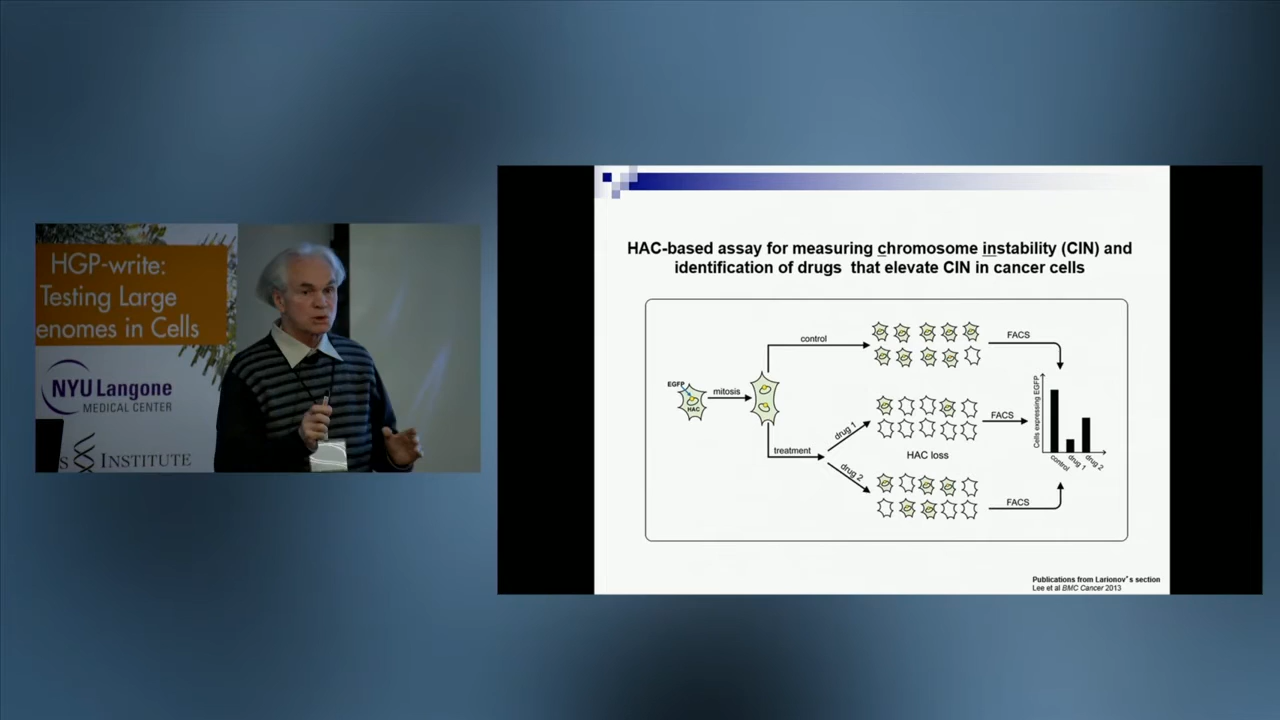 HGP-write:
Testing Large
enomes in Cells
NYU Langone
MEDICAL CENTER
S INSTITUTE
HAC-based assay for measuring chromosome instability (CIN) and
identification of drugs that elevate CIN in cancer cells
control
FACS
EGFP
HAC
mitosis
drug 1
FACS
treatment
HAC loss
drug 2
FACS
Cells expressing EGFP
control
drug 1
drug 2
Publications from Larionov's section
Lee et al BMC Cancer 2013